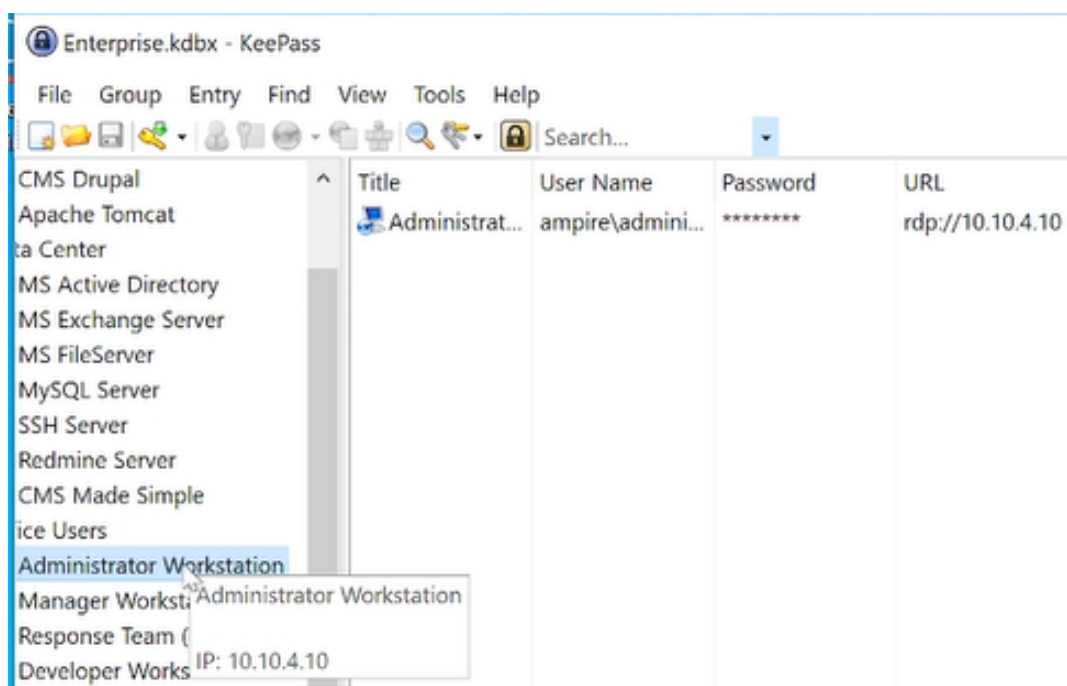 Enterprise.kdbx - KeePass
File Group Entry Find View Tools Help
Search...
CMS Drupal
Apache Tomcat
ta Center
MS Active Directory
MS Exchange Server
MS FileServer
MySQL Server
SSH Server
Redmine Server
CMS Made Simple
ice Users
Administrator Workstation
Manager Worksta
Response Team (
Developer Works
Administrator Workstation
IP: 10.10.4.10
Title User Name Password URL
Administrat... ampire\admini... ******** rdp://10.10.4.10